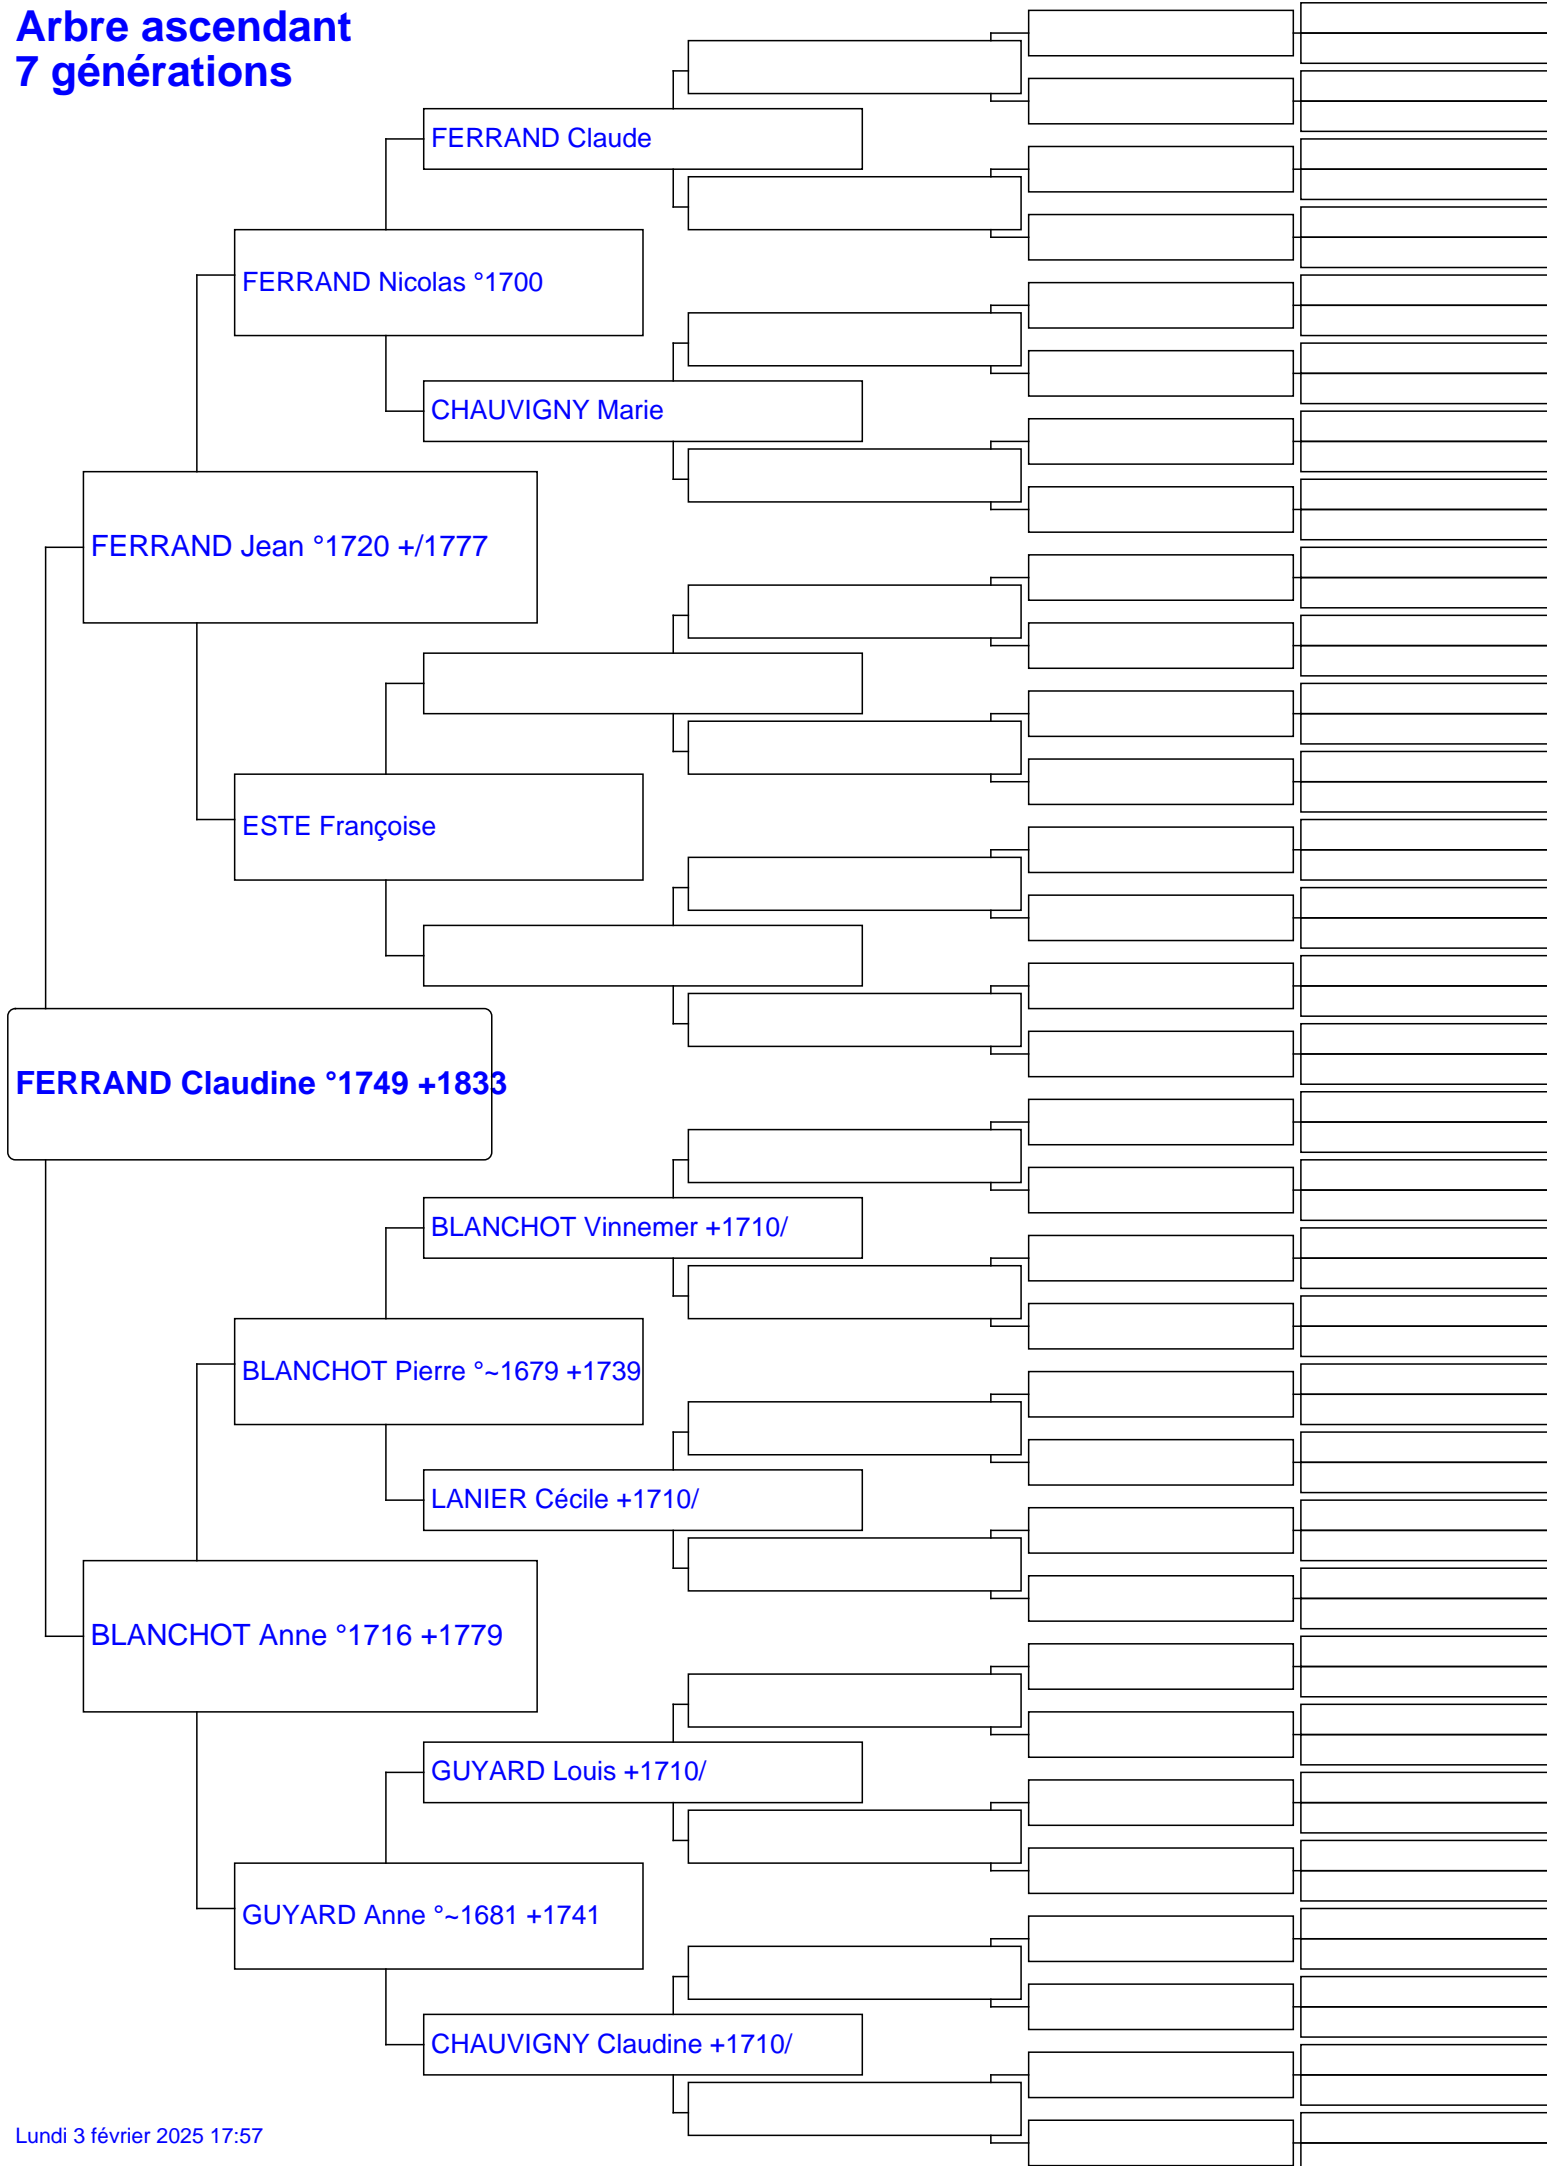 Arbre ascendant
7 générations
FERRAND Claude
FERRAND Nicolas °1700
CHAUVIGNY Marie
FERRAND Jean °1720 +/1777
ESTE Françoise
FERRAND Claudine °1749 +1833
BLANCHOT Vinnemer +1710/
BLANCHOT Pierre °~1679 +1739
LANIER Cécile +1710/
BLANCHOT Anne °1716 +1779
GUYARD Louis +1710/
GUYARD Anne °~1681 +1741
CHAUVIGNY Claudine +1710/
Lundi 3 février 2025 17:57